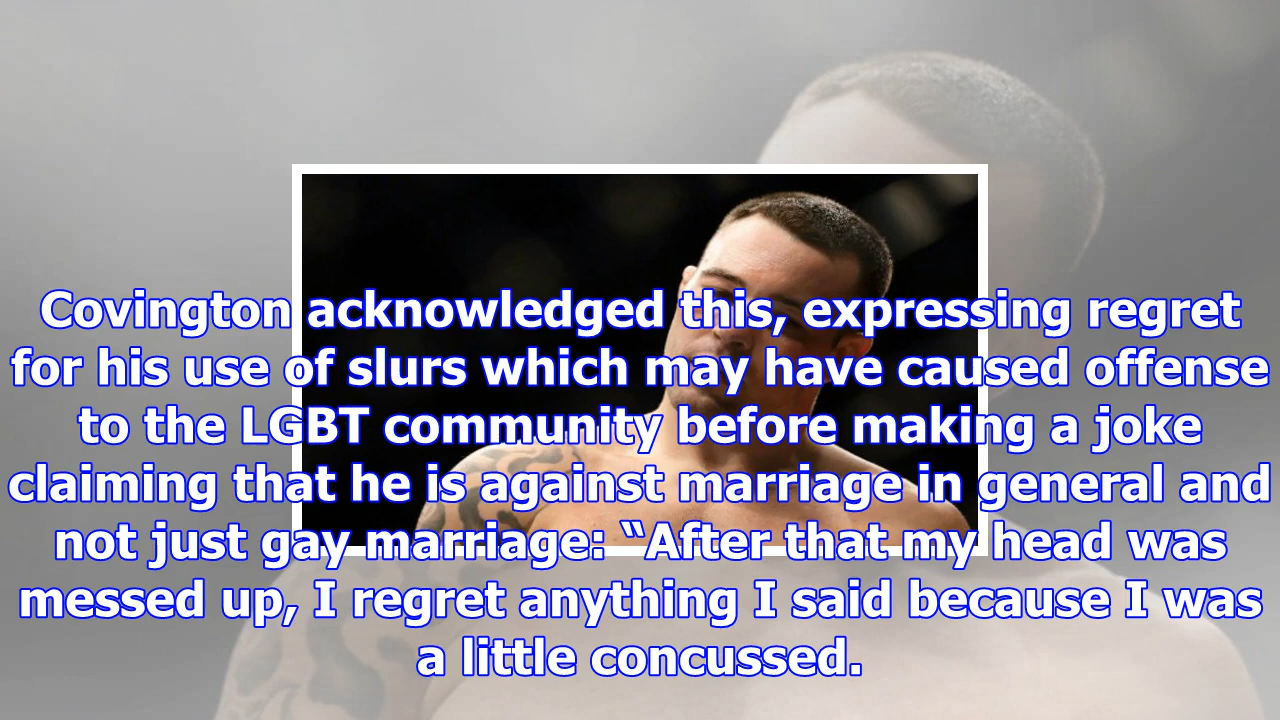 Covington acknowledged this, expressing regret
for his use of slurs which may have caused offense
to the LGBT community before making a joke
claiming that he is against marriage in general and
not just gay marriage: “After that my head was
messed up, I regret anything I said because I was
a little concussed.